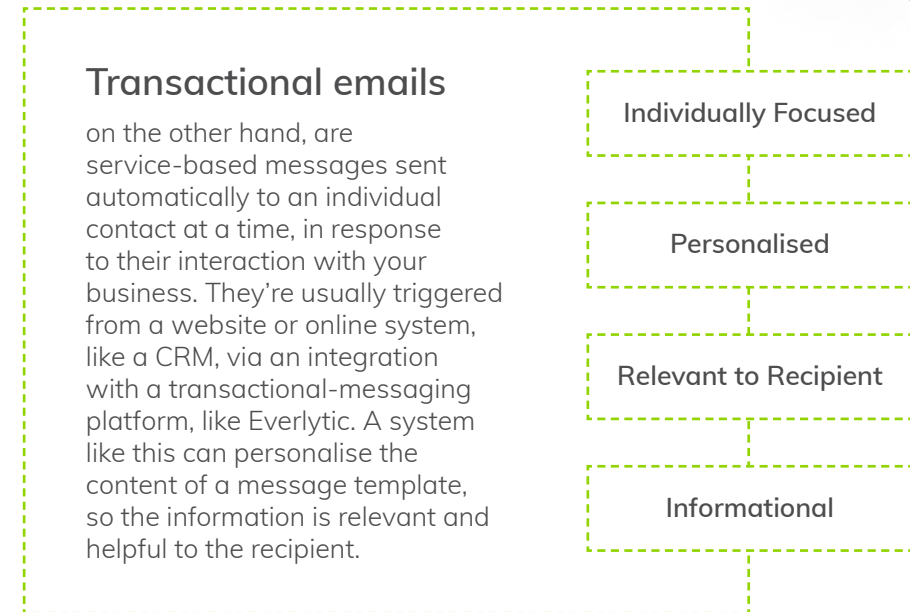 Transactional emails
on the other hand, are
service-based messages sent
automatically to an individual
contact at a time, in response
to their interaction with your
business. They’re usually triggered
from a website or online system,
like a CRM, via an integration
with a transactional-messaging
platform, like Everlytic. A system
like this can personalise the
content of a message template,
so the information is relevant and
helpful to the recipient.
Individually Focused
Personalised
Relevant to Recipient
Informational